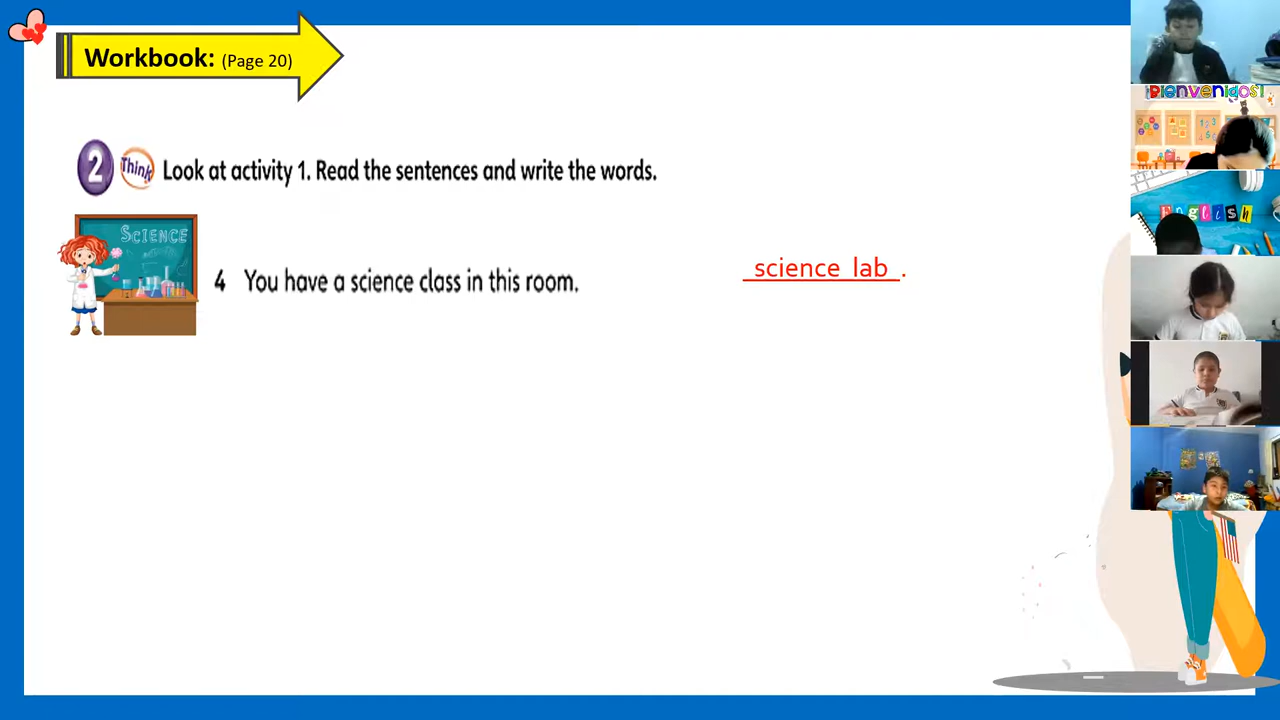 Workbook: (Page 20)
2 Think Look at activity 1. Read the sentences and write the words.
SCIENCE
4 You have a science class in this room. science lab .
¡Bienvenidos!
English